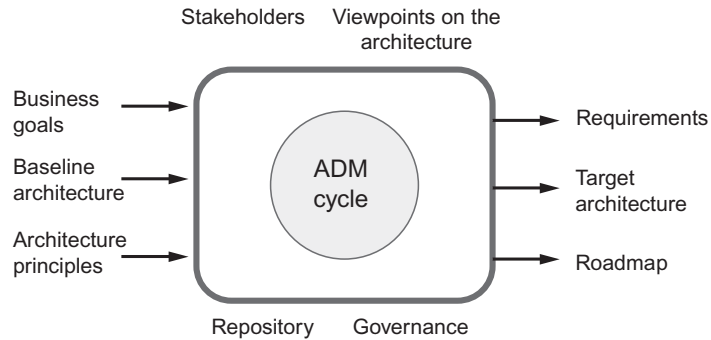 Stakeholders
Viewpoints on the
architecture
Business
goals
Baseline
architecture
Architecture
principles
ADM
cycle
Requirements
Target
architecture
Roadmap
Repository
Governance